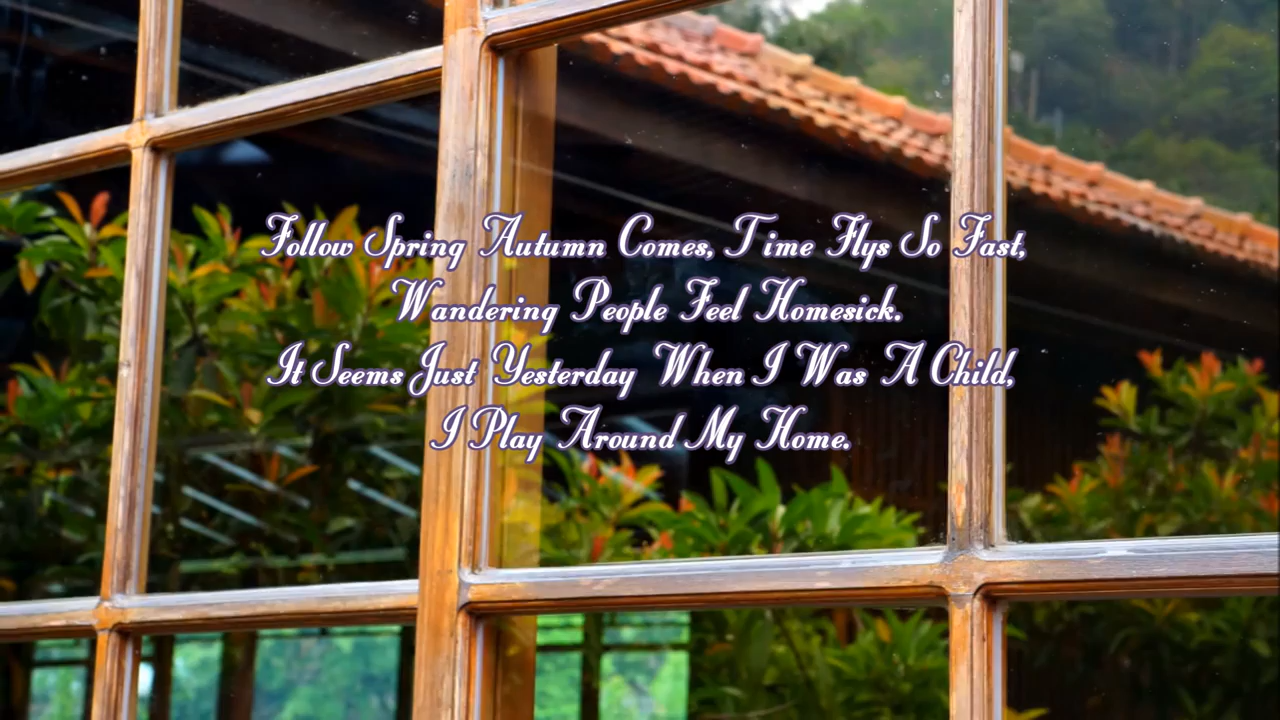 Follow Spring Autumn Comes, Time Flys So Fast,
Wandering People Feel Homesick.
It Seems Just Yesterday When I Was A Child,
I Play Around My Home.